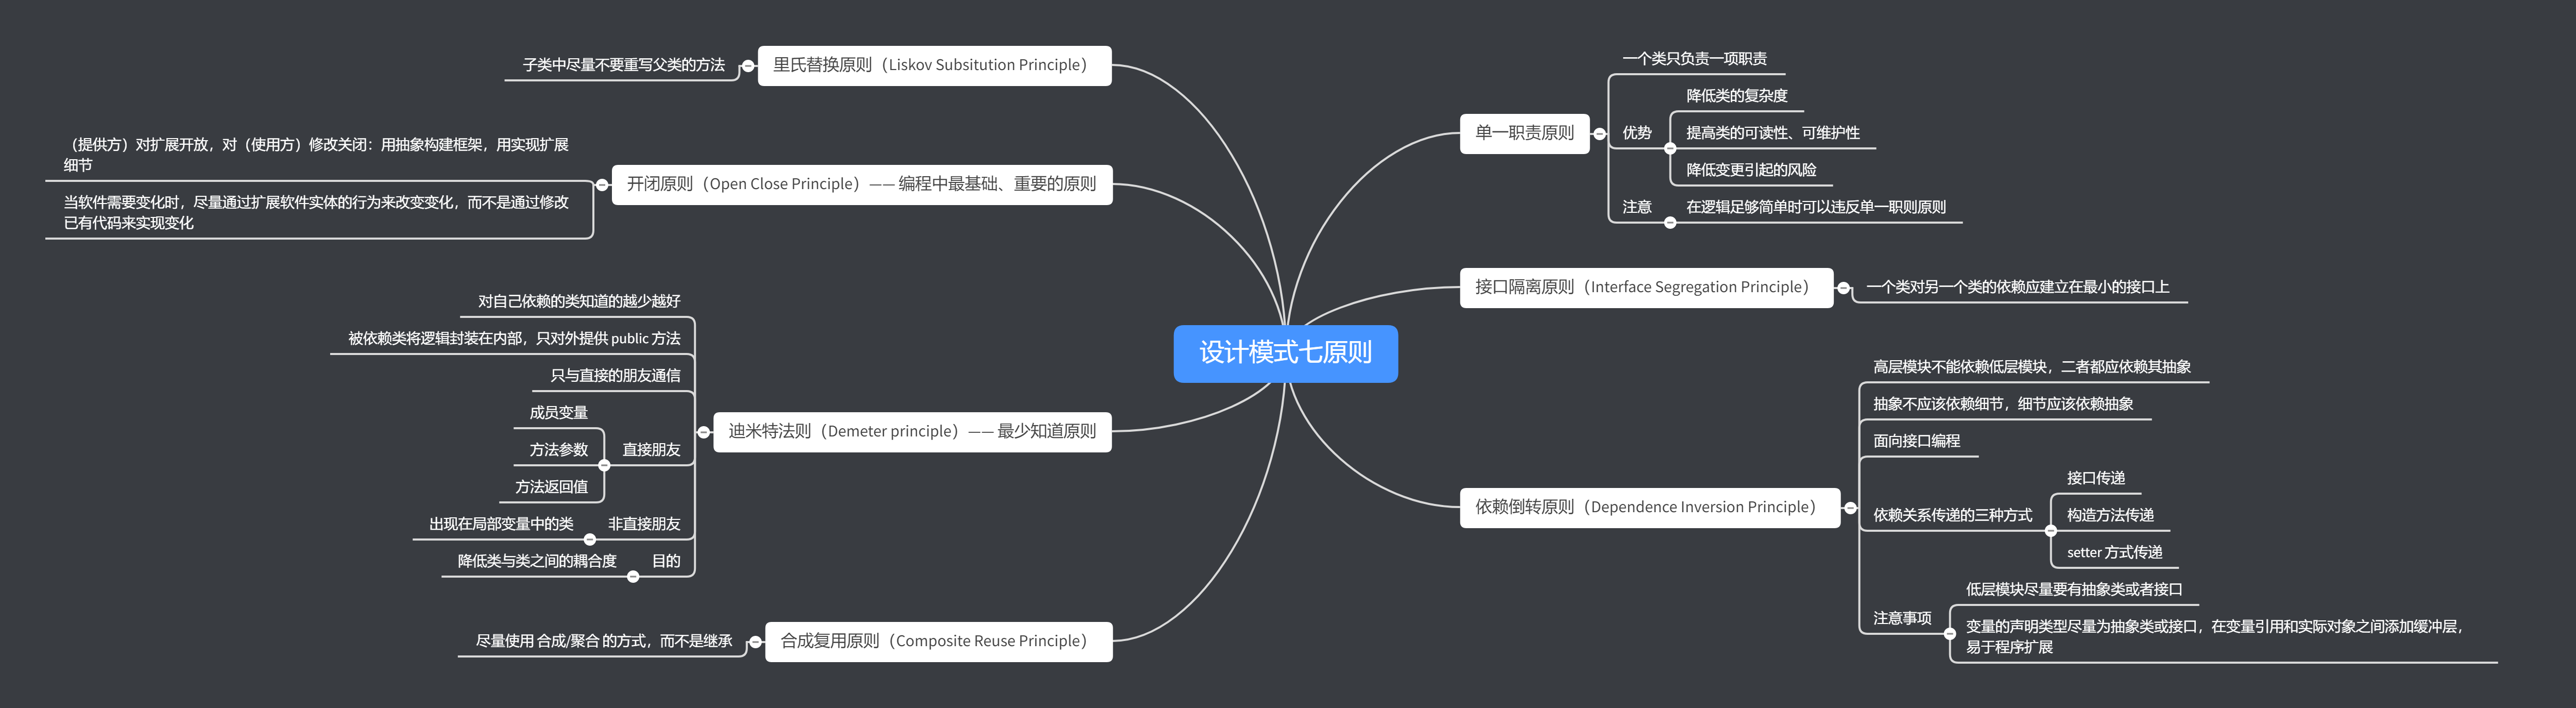 设计模式七原则
单一职责原则
一个类只负责一项职责
优势
降低类的复杂度
提高类的可读性、可维护性
降低变更引起的风险
注意
在逻辑足够简单时可以违反单一职则原则
接口隔离原则（Interface Segregation Principle）
一个类对另一个类的依赖应建立在最小的接口上
依赖倒转原则（Dependence Inversion Principle）
高层模块不能依赖低层模块，二者都应依赖其抽象
抽象不应该依赖细节，细节应该依赖抽象
面向接口编程
依赖关系传递的三种方式
接口传递
构造方法传递
setter 方式传递
注意事项
低层模块尽量要有抽象类或者接口
变量的声明类型尽量为抽象类或接口，在变量引用和实际对象之间添加缓冲层，
易于程序扩展
里氏替换原则（Liskov Subsitution Principle）
子类中尽量不要重写父类的方法
开闭原则（Open Close Principle）—— 编程中最基础、重要的原则
（提供方）对扩展开放，对（使用方）修改关闭：用抽象构建框架，用实现扩展
细节
当软件需要变化时，尽量通过扩展软件实体的行为来改变变化，而不是通过修改
已有代码来实现变化
迪米特法则（Demeter principle）—— 最少知道原则
对自己依赖的类知道的越少越好
被依赖类将逻辑封装在内部，只对外提供 public 方法
只与直接的朋友通信
直接朋友
成员变量
方法参数
方法返回值
非直接朋友
出现在局部变量中的类
目的
降低类与类之间的耦合度
合成复用原则（Composite Reuse Principle）
尽量使用 合成/聚合 的方式，而不是继承